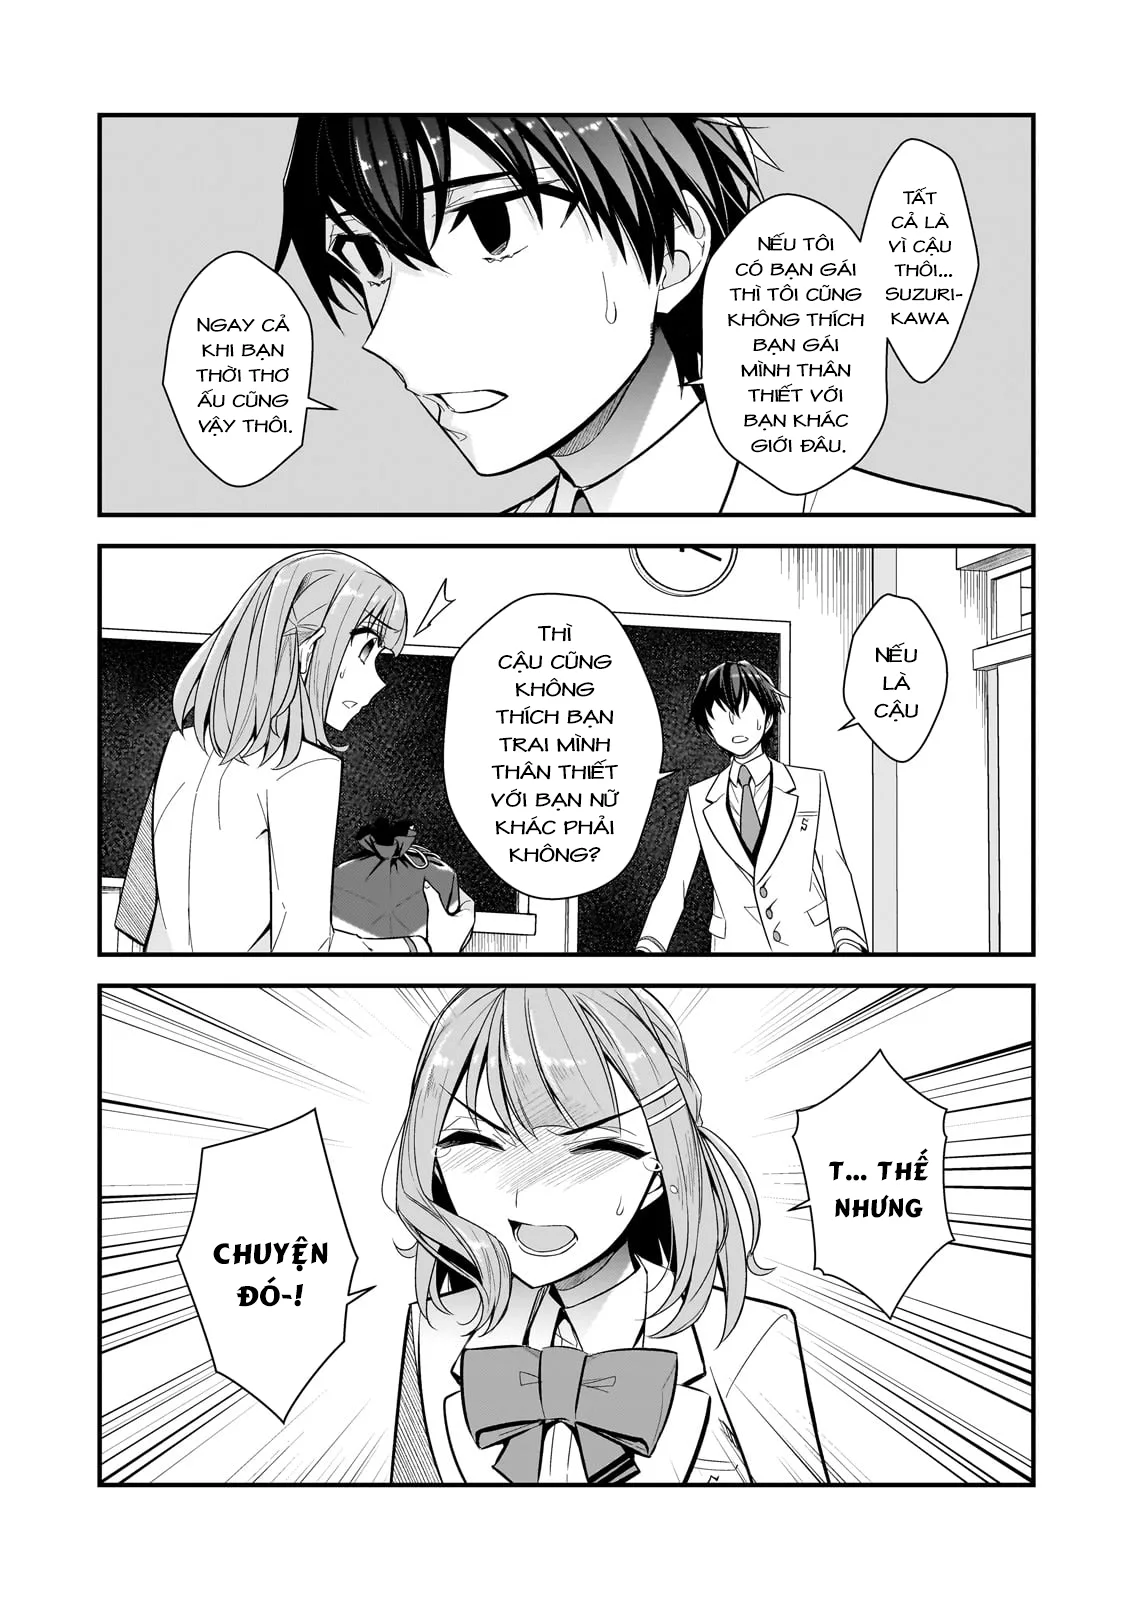 TẤT
CẢ LÀ
VÌ CẬU
THÔI...
SUZURI-
KAWA
NẾU TÔI
CÓ BẠN GÁI
THÌ TÔI CŨNG
KHÔNG THÍCH
BẠN GÁI
MÌNH THÂN
THIẾT VỚI
BẠN KHÁC
GIỚI ĐÂU.
NGAY CẢ
KHI BẠN
THỜI THƠ
ẤU CŨNG
VẬY THÔI.
NẾU
LÀ
CẬU
THÌ
CẬU CŨNG
KHÔNG
THÍCH BẠN
TRAI MÌNH
THÂN THIẾT
VỚI BẠN NỮ
KHÁC PHẢI
KHÔNG?
T... THẾ
NHƯNG
CHUYỆN
ĐÓ-!